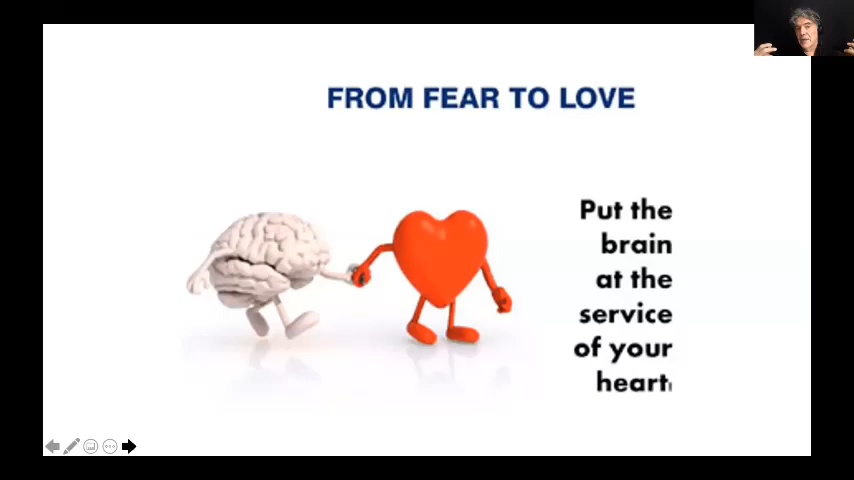 FROM FEAR TO LOVE
Put the
brain
at the
service
of your
heart